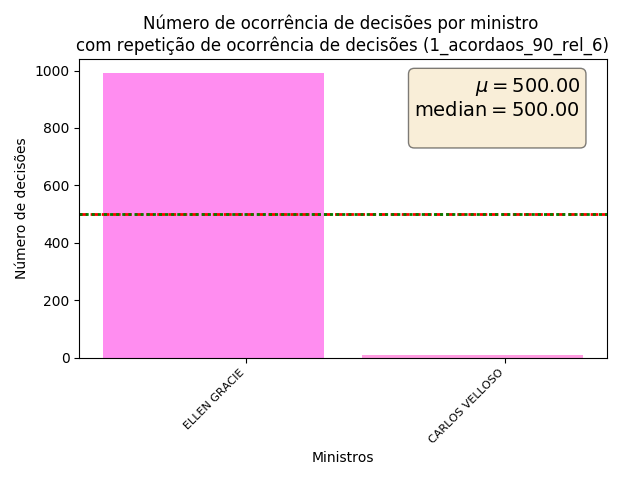 Número de ocorrência de decisões por ministro
com repetição de ocorrência de decisões (1_acordaos_90_rel_6)
μ = 500.00
median = 500.00
Número de decisões
1000
800
600
400
200
0
ELLEN GRACIE
CARLOS VELLOSO
Ministros